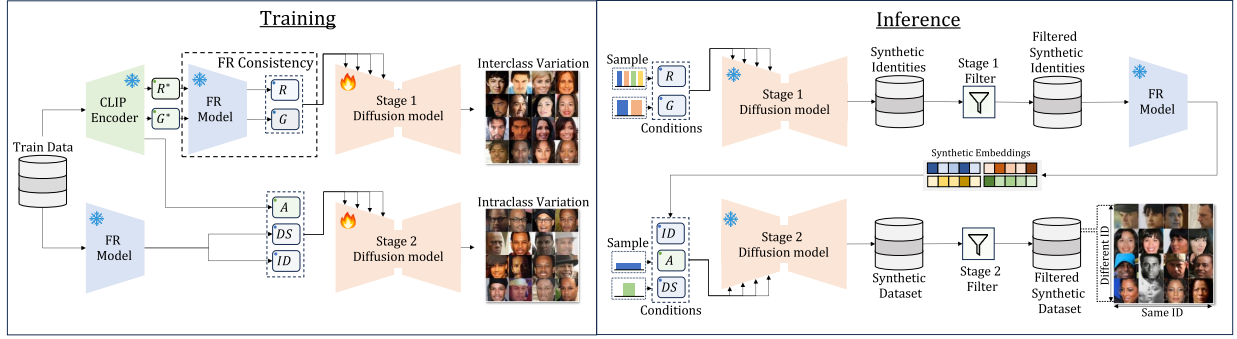 Training
FR Consistency
CLIP
Encoder
R*
G*
FR
Model
R
G
Stage 1
Diffusion model
Interclass Variation
Train Data
FR
Model
A
DS
ID
Stage 2
Diffusion model
Intraclass Variation
Inference
Sample
R
G
Conditions
Stage 1
Diffusion model
Synthetic
Identities
Stage 1
Filter
Filtered
Synthetic
Identities
FR
Model
Synthetic Embeddings
Sample
ID
A
DS
Conditions
Stage 2
Diffusion model
Synthetic
Dataset
Stage 2
Filter
Filtered
Synthetic
Dataset
Different ID
Same ID